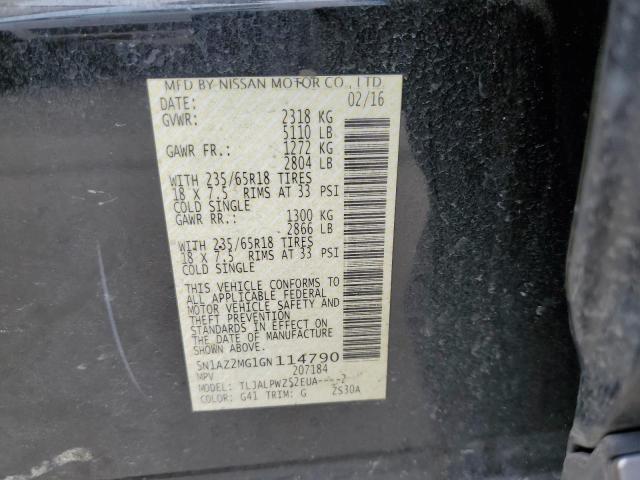 MFD BY NISSAN MOTOR CO., LTD.
DATE: 02/16
GVWR: 2318 KG
5110 LB
GAWR FR.: 1272 KG
2804 LB
WITH 235/65R18 TIRES
18 X 7.5 RIMS AT 33 PSI
COLD SINGLE
GAWR RR.: 1300 KG
2866 LB
WITH 235/65R18 TIRES
18 X 7.5 RIMS AT 33 PSI
COLD SINGLE
THIS VEHICLE CONFORMS TO
ALL APPLICABLE FEDERAL
MOTOR VEHICLE SAFETY AND
THEFT PREVENTION
STANDARDS IN EFFECT ON
THE DATE OF MANUFACTURE
SHOWN ABOVE.
5N1AZ2MG1GN114790
MPV 207184
MODEL: TLJALPWZ52EUA----2
COLOR: G41 TRIM: G ZS30A